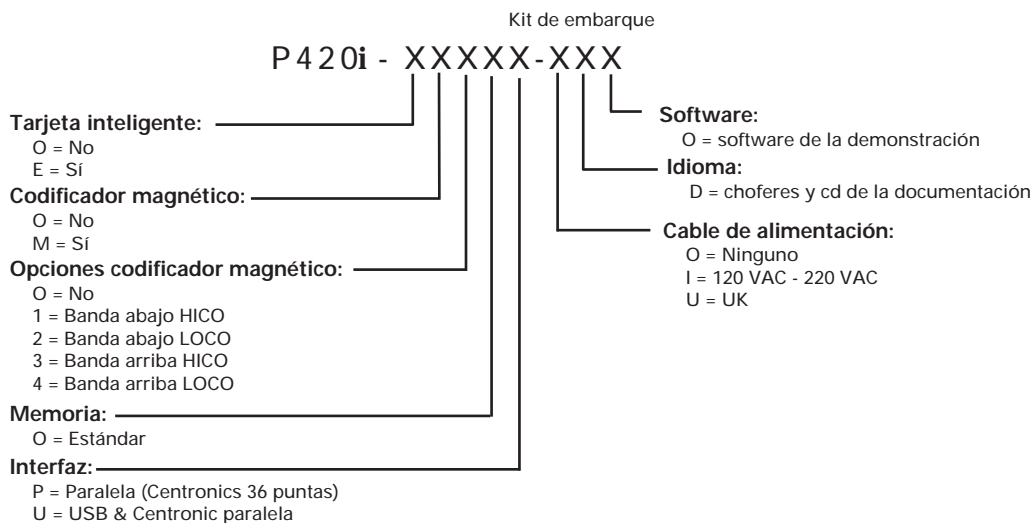 Kit de embarque
P420i - XXXXX-XXX
Tarjeta inteligente:
O = No
E = Sí
Codificador magnético:
O = No
M = Sí
Opciones codificador magnético:
O = No
1 = Banda abajo HICO
2 = Banda abajo LOCO
3 = Banda arriba HICO
4 = Banda arriba LOCO
Memoria:
O = Estándar
Interfaz:
P = Paralela (Centronics 36 puntas)
U = USB & Centronic paralela
Software:
O = software de la demonstración
Idioma:
D = choferes y cd de la documentación
Cable de alimentación:
O = Ninguno
I = 120 VAC - 220 VAC
U = UK